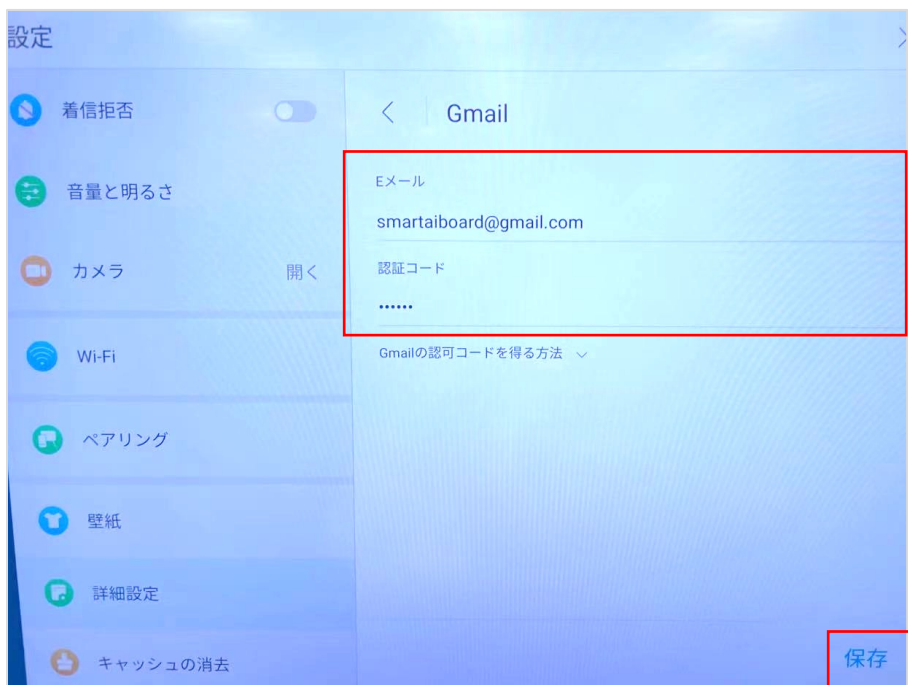 設定
着信拒否
音量と明るさ
カメラ 開く
Wi-Fi
ペアリング
壁紙
詳細設定
キャッシュの消去
Gmail
Eメール
smartaiboard@gmail.com
認証コード
••••••
Gmailの認可コードを得る方法
保存